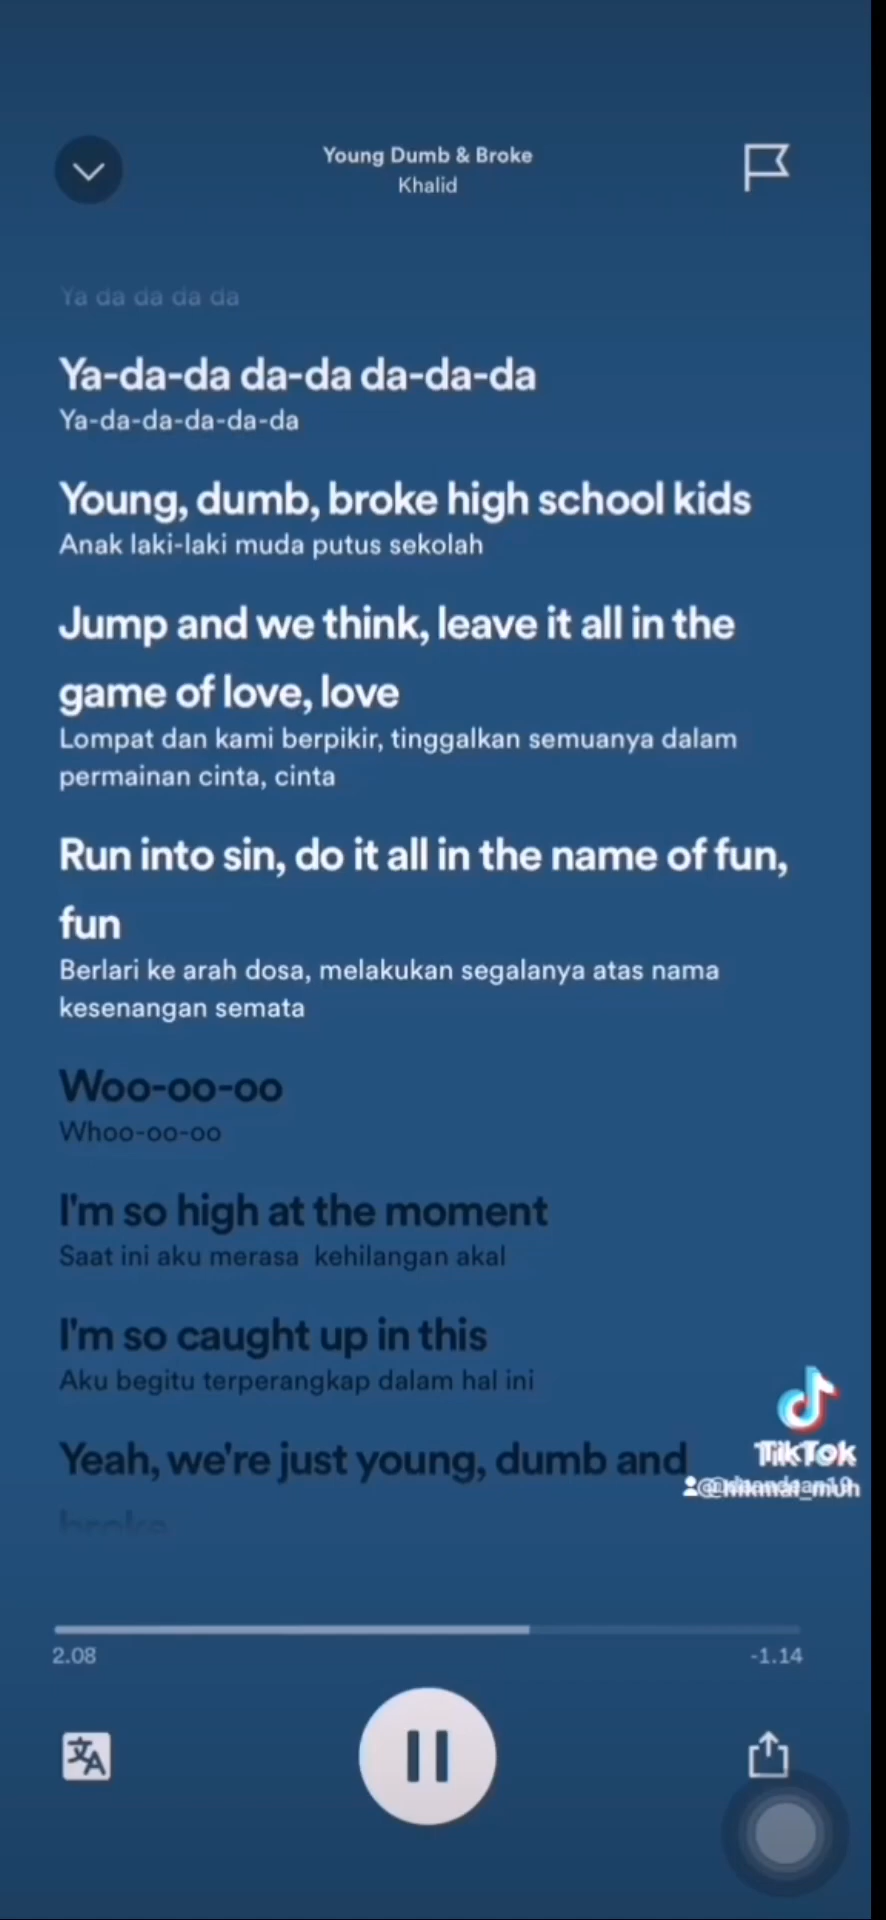 Young Dumb & Broke
Khalid
Ya da da da da
Ya-da-da da-da da-da-da
Ya-da-da-da-da-da
Young, dumb, broke high school kids
Anak laki-laki muda putus sekolah
Jump and we think, leave it all in the
game of love, love
Lompat dan kami berpikir, tinggalkan semuanya dalam
permainan cinta, cinta
Run into sin, do it all in the name of fun,
fun
Berlari ke arah dosa, melakukan segalanya atas nama
kesenangan semata
Woo-oo-oo
Whoo-oo-oo
I'm so high at the moment
Saat ini aku merasa  kehilangan akal
I'm so caught up in this
Aku begitu terperangkap dalam hal ini
Yeah, we're just young, dumb and
broke
TikTok
2.08
-1.14